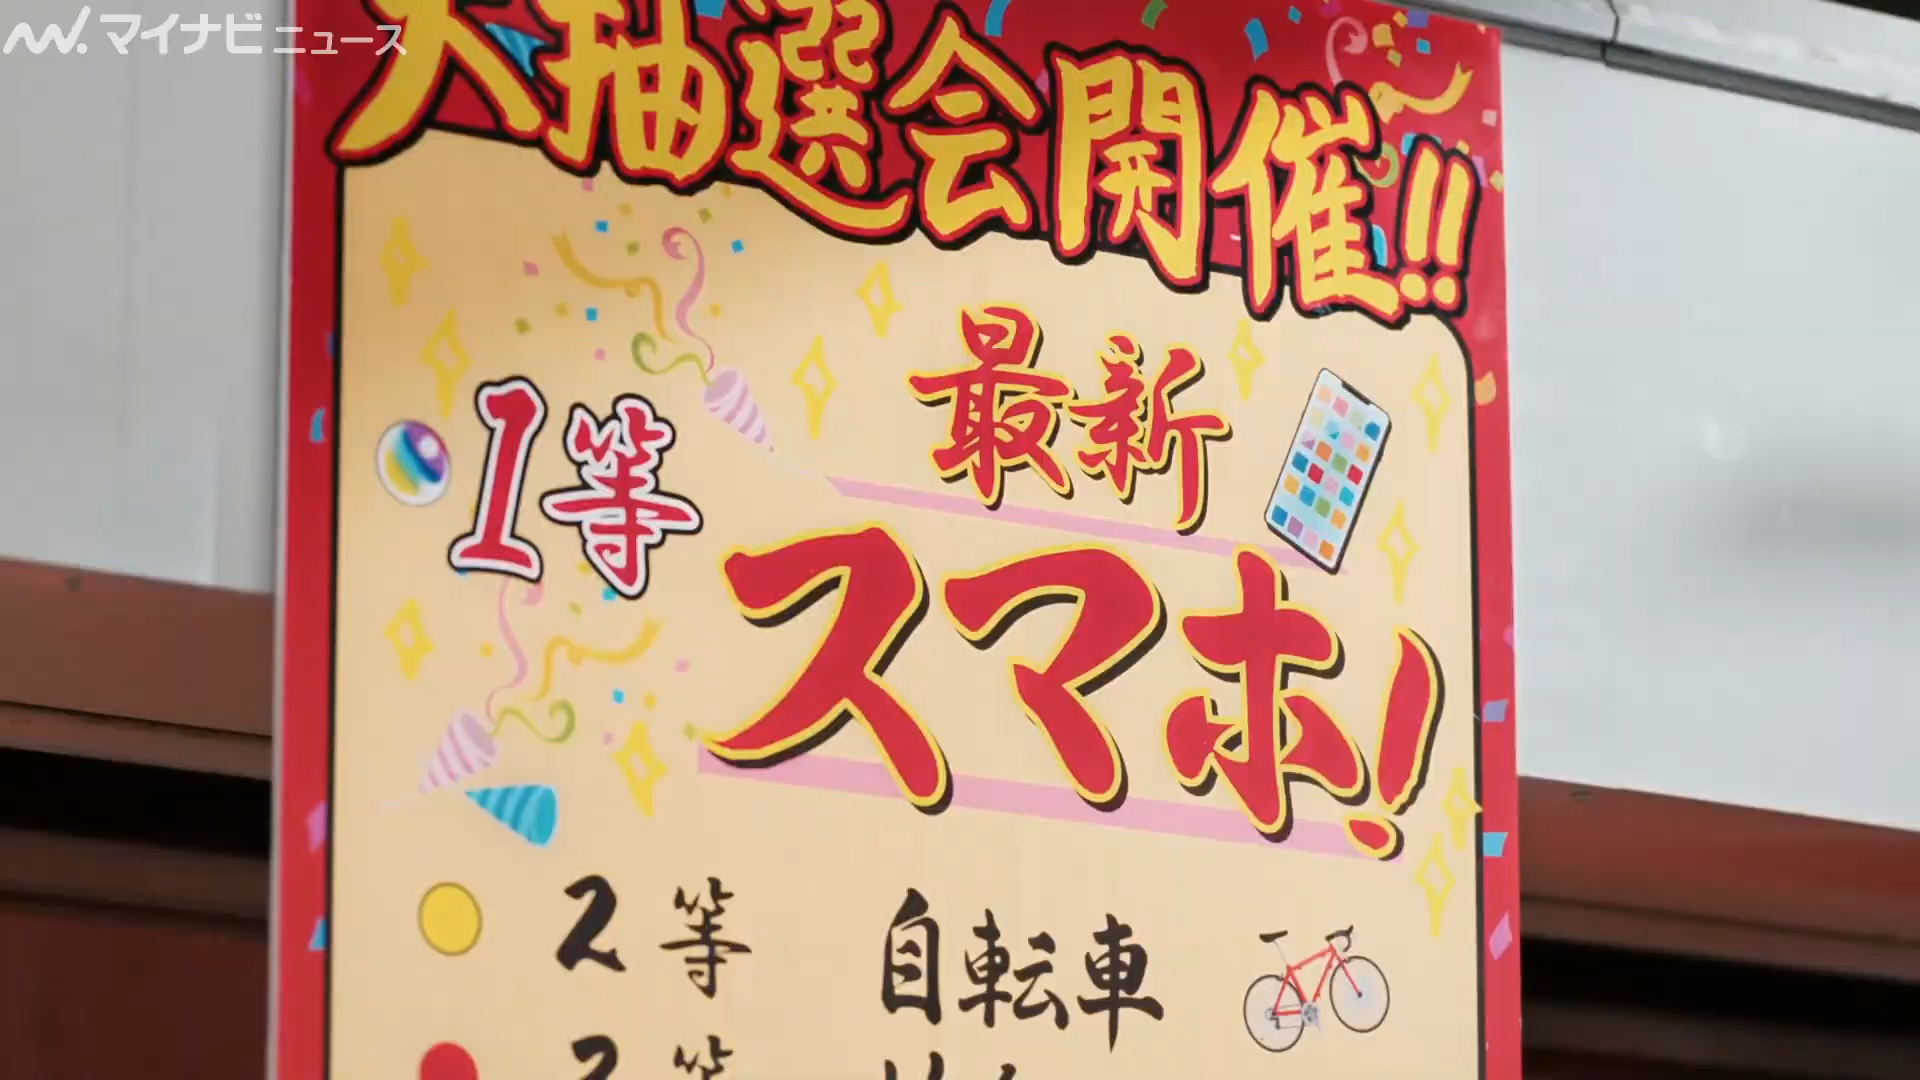 マイナビニュース
大抽選会開催!!
1等
最新
スマホ!
2等 自転車
等